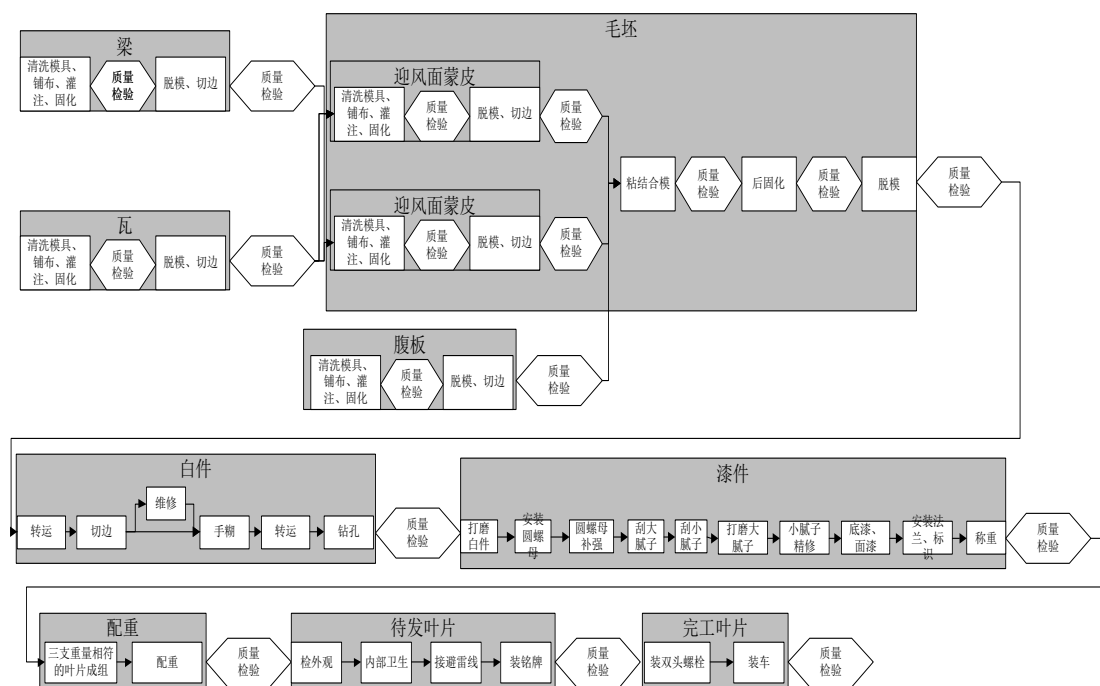 毛坯
梁
清洗模具、
铺布、灌
注、固化
质量
检验
脱模、切边
质量
检验
迎风面蒙皮
清洗模具、
铺布、灌
注、固化
质量
检验
脱模、切边
质量
检验
粘结合模
质量
检验
后固化
质量
检验
脱模
质量
检验
瓦
清洗模具、
铺布、灌
注、固化
质量
检验
脱模、切边
质量
检验
迎风面蒙皮
清洗模具、
铺布、灌
注、固化
质量
检验
脱模、切边
质量
检验
腹板
清洗模具、
铺布、灌
注、固化
质量
检验
脱模、切边
质量
检验
白件
转运
切边
维修
手糊
转运
钻孔
质量
检验
漆件
打磨
白件
安装
圆螺
母
圆螺母
补强
刮大
腻子
刮小
腻子
打磨大
腻子
小腻子
精修
底漆、
面漆
安装法
兰、标
识
称重
质量
检验
配重
三支重量相符
的叶片成组
配重
质量
检验
待发叶片
检外观
内部卫生
接避雷线
装铭牌
质量
检验
完工叶片
装双头螺栓
装车
质量
检验